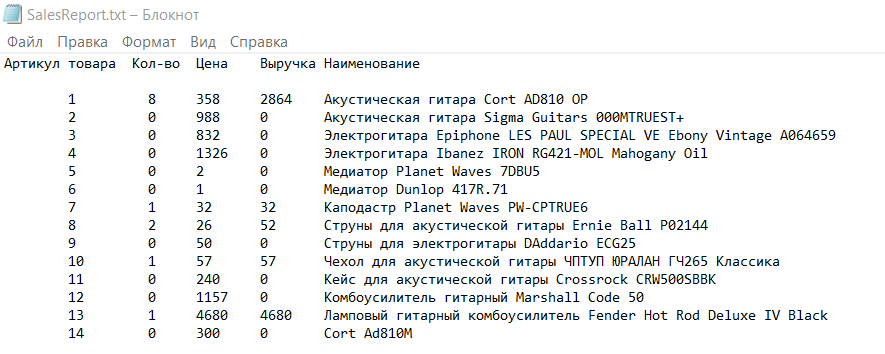 SalesReport.txt – Блокнот
Файл Правка Формат Вид Справка
Артикул товара Кол-во Цена Выручка Наименование
1 8 358 2864 Акустическая гитара Cort AD810 OP
2 0 988 0 Акустическая гитара Sigma Guitars 000MTRUEST+
3 0 832 0 Электрогитара Epiphone LES PAUL SPECIAL VE Ebony Vintage A064659
4 0 1326 0 Электрогитара Ibanez IRON RG421-MOL Mahogany Oil
5 0 2 0 Медиатор Planet Waves 7DBU5
6 0 1 0 Медиатор Dunlop 417R.71
7 1 32 32 Каподастр Planet Waves PW-CPTRUE6
8 2 26 52 Струны для акустической гитары Ernie Ball P02144
9 0 50 0 Струны для электрогитары DAddario ECG25
10 1 57 57 Чехол для акустической гитары ЧПТУП ЮРАЛАН ГЧ265 Классика
11 0 240 0 Кейс для акустической гитары Crossrock CRW500SBBK
12 0 1157 0 Комбоусилитель гитарный Marshall Code 50
13 1 4680 4680 Ламповый гитарный комбоусилитель Fender Hot Rod Deluxe IV Black
14 0 300 0 Cort Ad810M